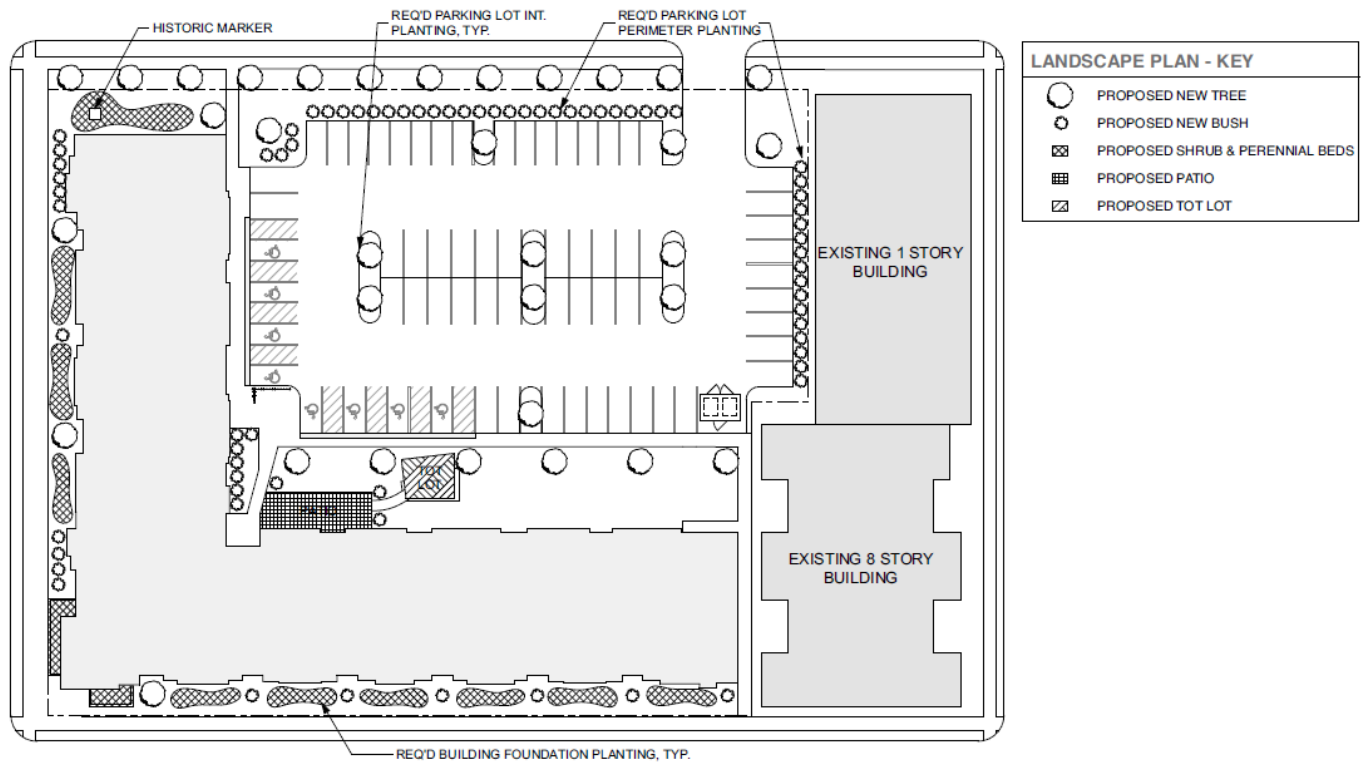 HISTORIC MARKER
REQ'D PARKING LOT INT.
PLANTING, TYP.
REQ'D PARKING LOT
PERIMETER PLANTING
LANDSCAPE PLAN - KEY
PROPOSED NEW TREE
PROPOSED NEW BUSH
PROPOSED SHRUB & PERENNIAL BEDS
PROPOSED PATIO
PROPOSED TOT LOT
EXISTING 1 STORY
BUILDING
TOT
LOT
PATIO
EXISTING 8 STORY
BUILDING
REQ'D BUILDING FOUNDATION PLANTING, TYP.